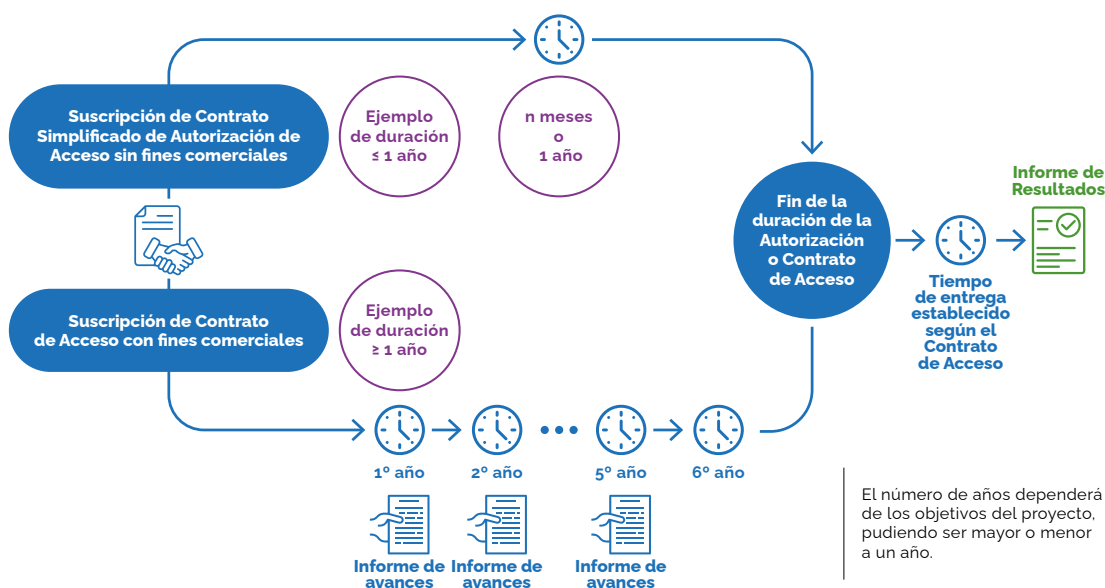 Suscripción de Contrato
Simplificado de Autorización de
Acceso sin fines comerciales
Ejemplo
de duración
≤ 1 año
n meses
o
1 año
Suscripción de Contrato
de Acceso con fines comerciales
Ejemplo
de duración
≥ 1 año
1º año
2º año
5º año
6º año
Informe de
avances
Informe de
avances
Informe de
avances
Fin de la
duración de la
Autorización
o Contrato
de Acceso
Tiempo
de entrega
establecido
según el
Contrato
de Acceso
Informe de
Resultados
El número de años dependerá
de los objetivos del proyecto,
pudiendo ser mayor o menor
a un año.